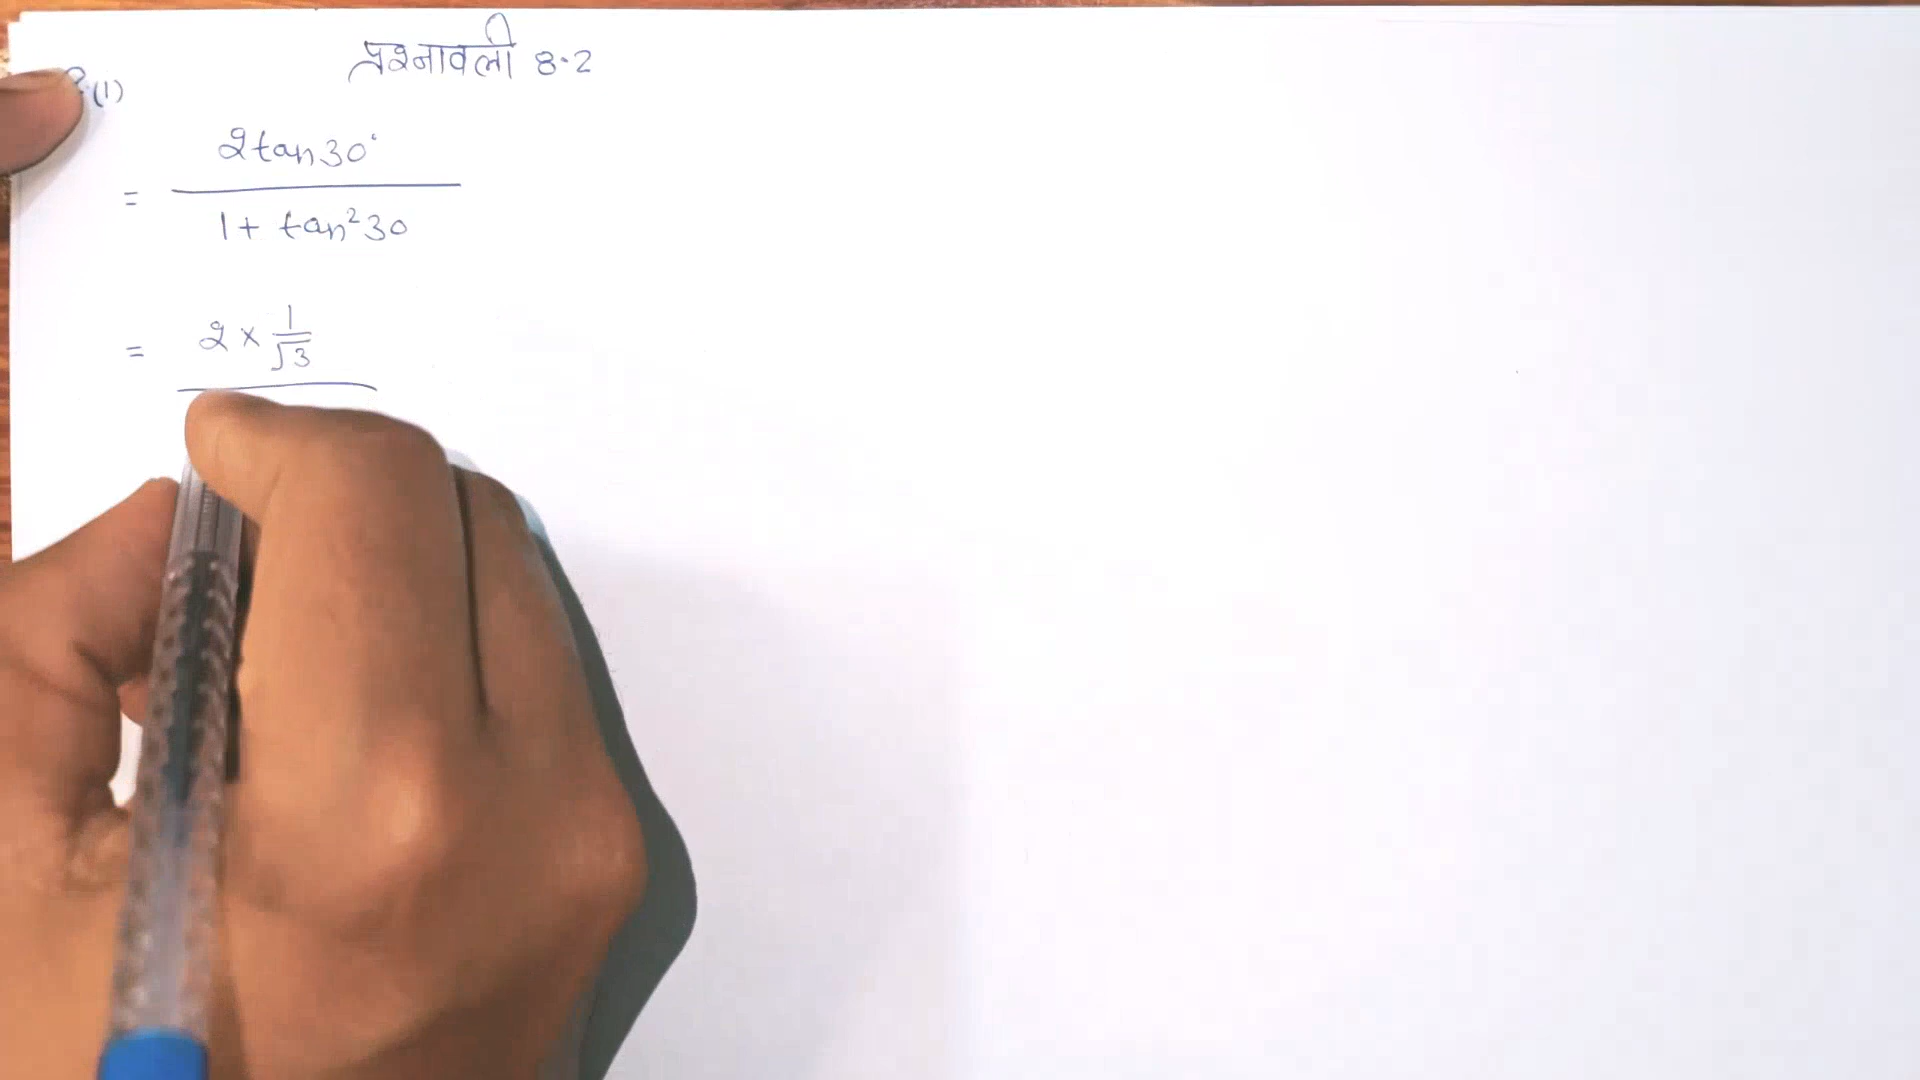 प्रश्नावली 8.2
(1)
2tan30°
=
1 + tan²30
= 2 × 1/√3